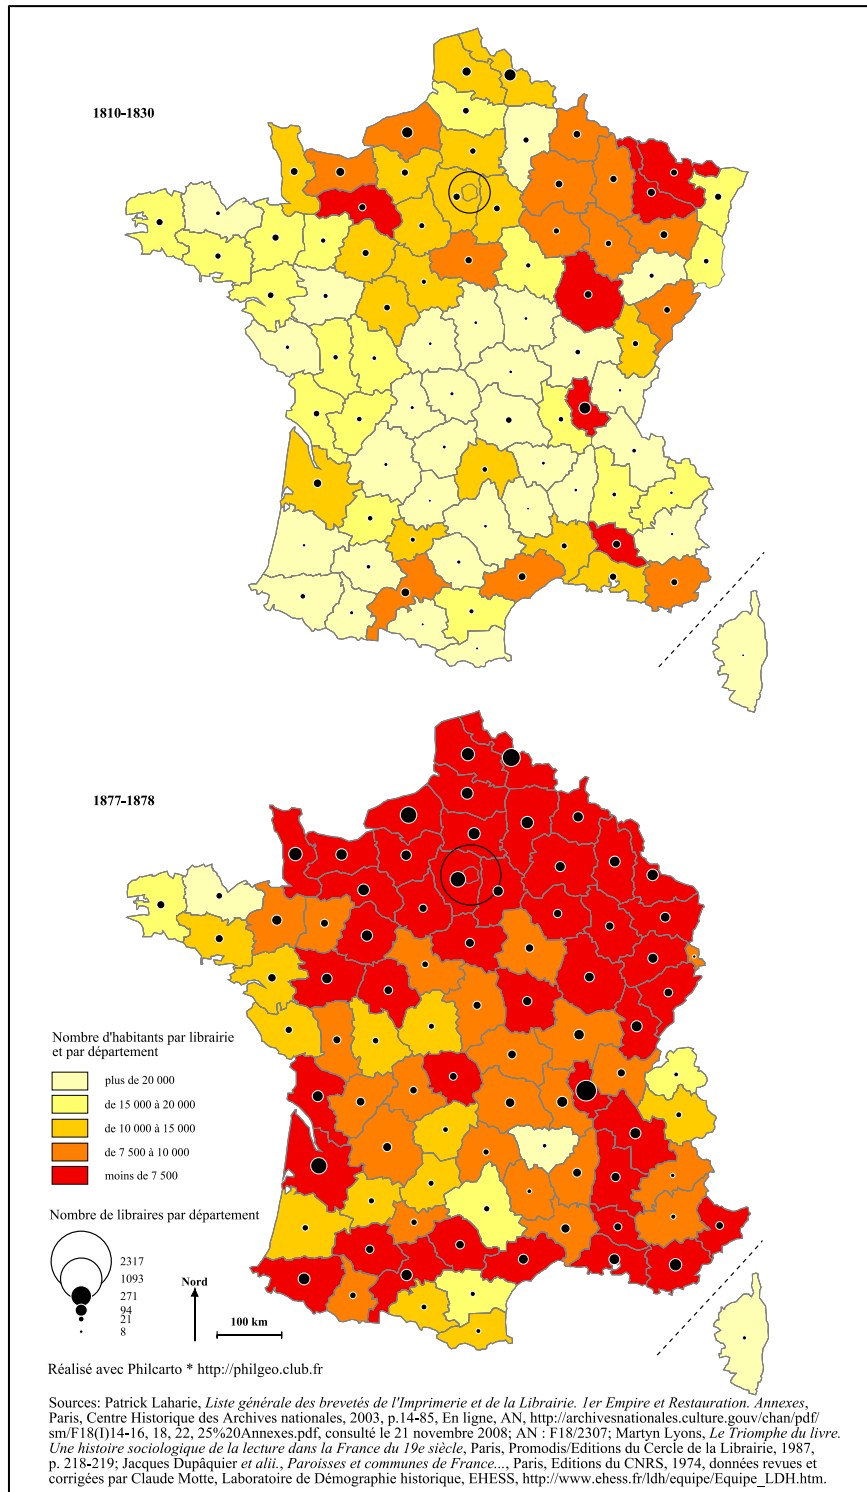 1810-1830
1877-1878
Nombre d'habitants par librairie
et par département
plus de 20 000
de 15 000 à 20 000
de 10 000 à 15 000
de 7 500 à 10 000
moins de 7 500
Nombre de libraires par département
2317
1093
271
94
21
8
Nord
100 km
Réalisé avec Philcarto * http://philgeo.club.fr
Sources: Patrick Laharie, Liste générale des brevetés de l'Imprimerie et de la Librairie. 1er Empire et Restauration. Annexes,
Paris, Centre Historique des Archives nationales, 2003, p.14-85, En ligne, AN, http://archivesnationales.culture.gouv/chan/pdf/
sm/F18(I)14-16, 18, 22, 25%20Annexes.pdf, consulté le 21 novembre 2008; AN : F18/2307; Martyn Lyons, Le Triomphe du livre.
Une histoire sociologique de la lecture dans la France du 19e siècle, Paris, Promodis/Editions du Cercle de la Librairie, 1987,
p. 218-219; Jacques Dupâquier et alii., Paroisses et communes de France..., Paris, Editions du CNRS, 1974, données revues et
corrigées par Claude Motte, Laboratoire de Démographie historique, EHESS, http://www.ehess.fr/ldh/equipe/Equipe_LDH.htm.